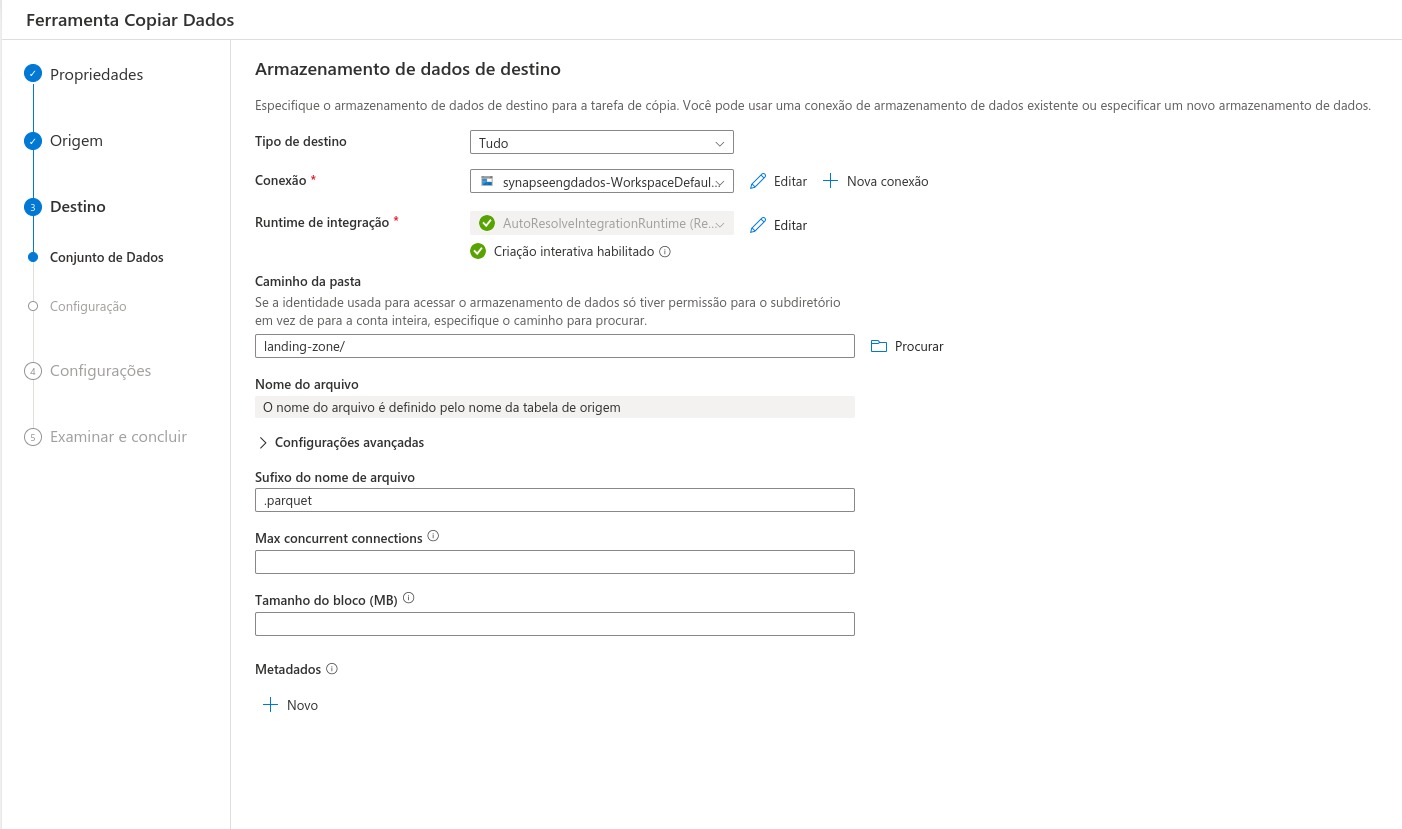 Ferramenta Copiar Dados
Propriedades
Origem
3 Destino
Conjunto de Dados
Configuração
4 Configurações
5 Examinar e concluir
Armazenamento de dados de destino
Especifique o armazenamento de dados de destino para a tarefa de cópia. Você pode usar uma conexão de armazenamento de dados existente ou especificar um novo armazenamento de dados.
Tipo de destino Tudo
Conexão * synapseengdados-WorkspaceDefaul... Editar Nova conexão
Runtime de integração * AutoResolveIntegrationRuntime (Re... Editar
Criação interativa habilitado
Caminho da pasta
Se a identidade usada para acessar o armazenamento de dados só tiver permissão para o subdiretório
em vez de para a conta inteira, especifique o caminho para procurar.
landing-zone/ Procurar
Nome do arquivo
O nome do arquivo é definido pelo nome da tabela de origem
Configurações avançadas
Sufixo do nome de arquivo
.parquet
Max concurrent connections
Tamanho do bloco (MB)
Metadados
Novo